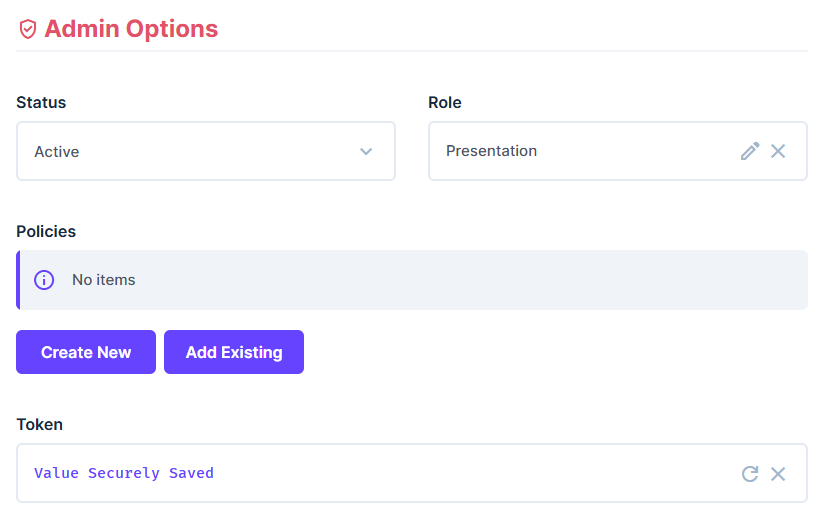 Admin Options
Status
Role
Active
Presentation
Policies
No items
Create New
Add Existing
Token
Value Securely Saved